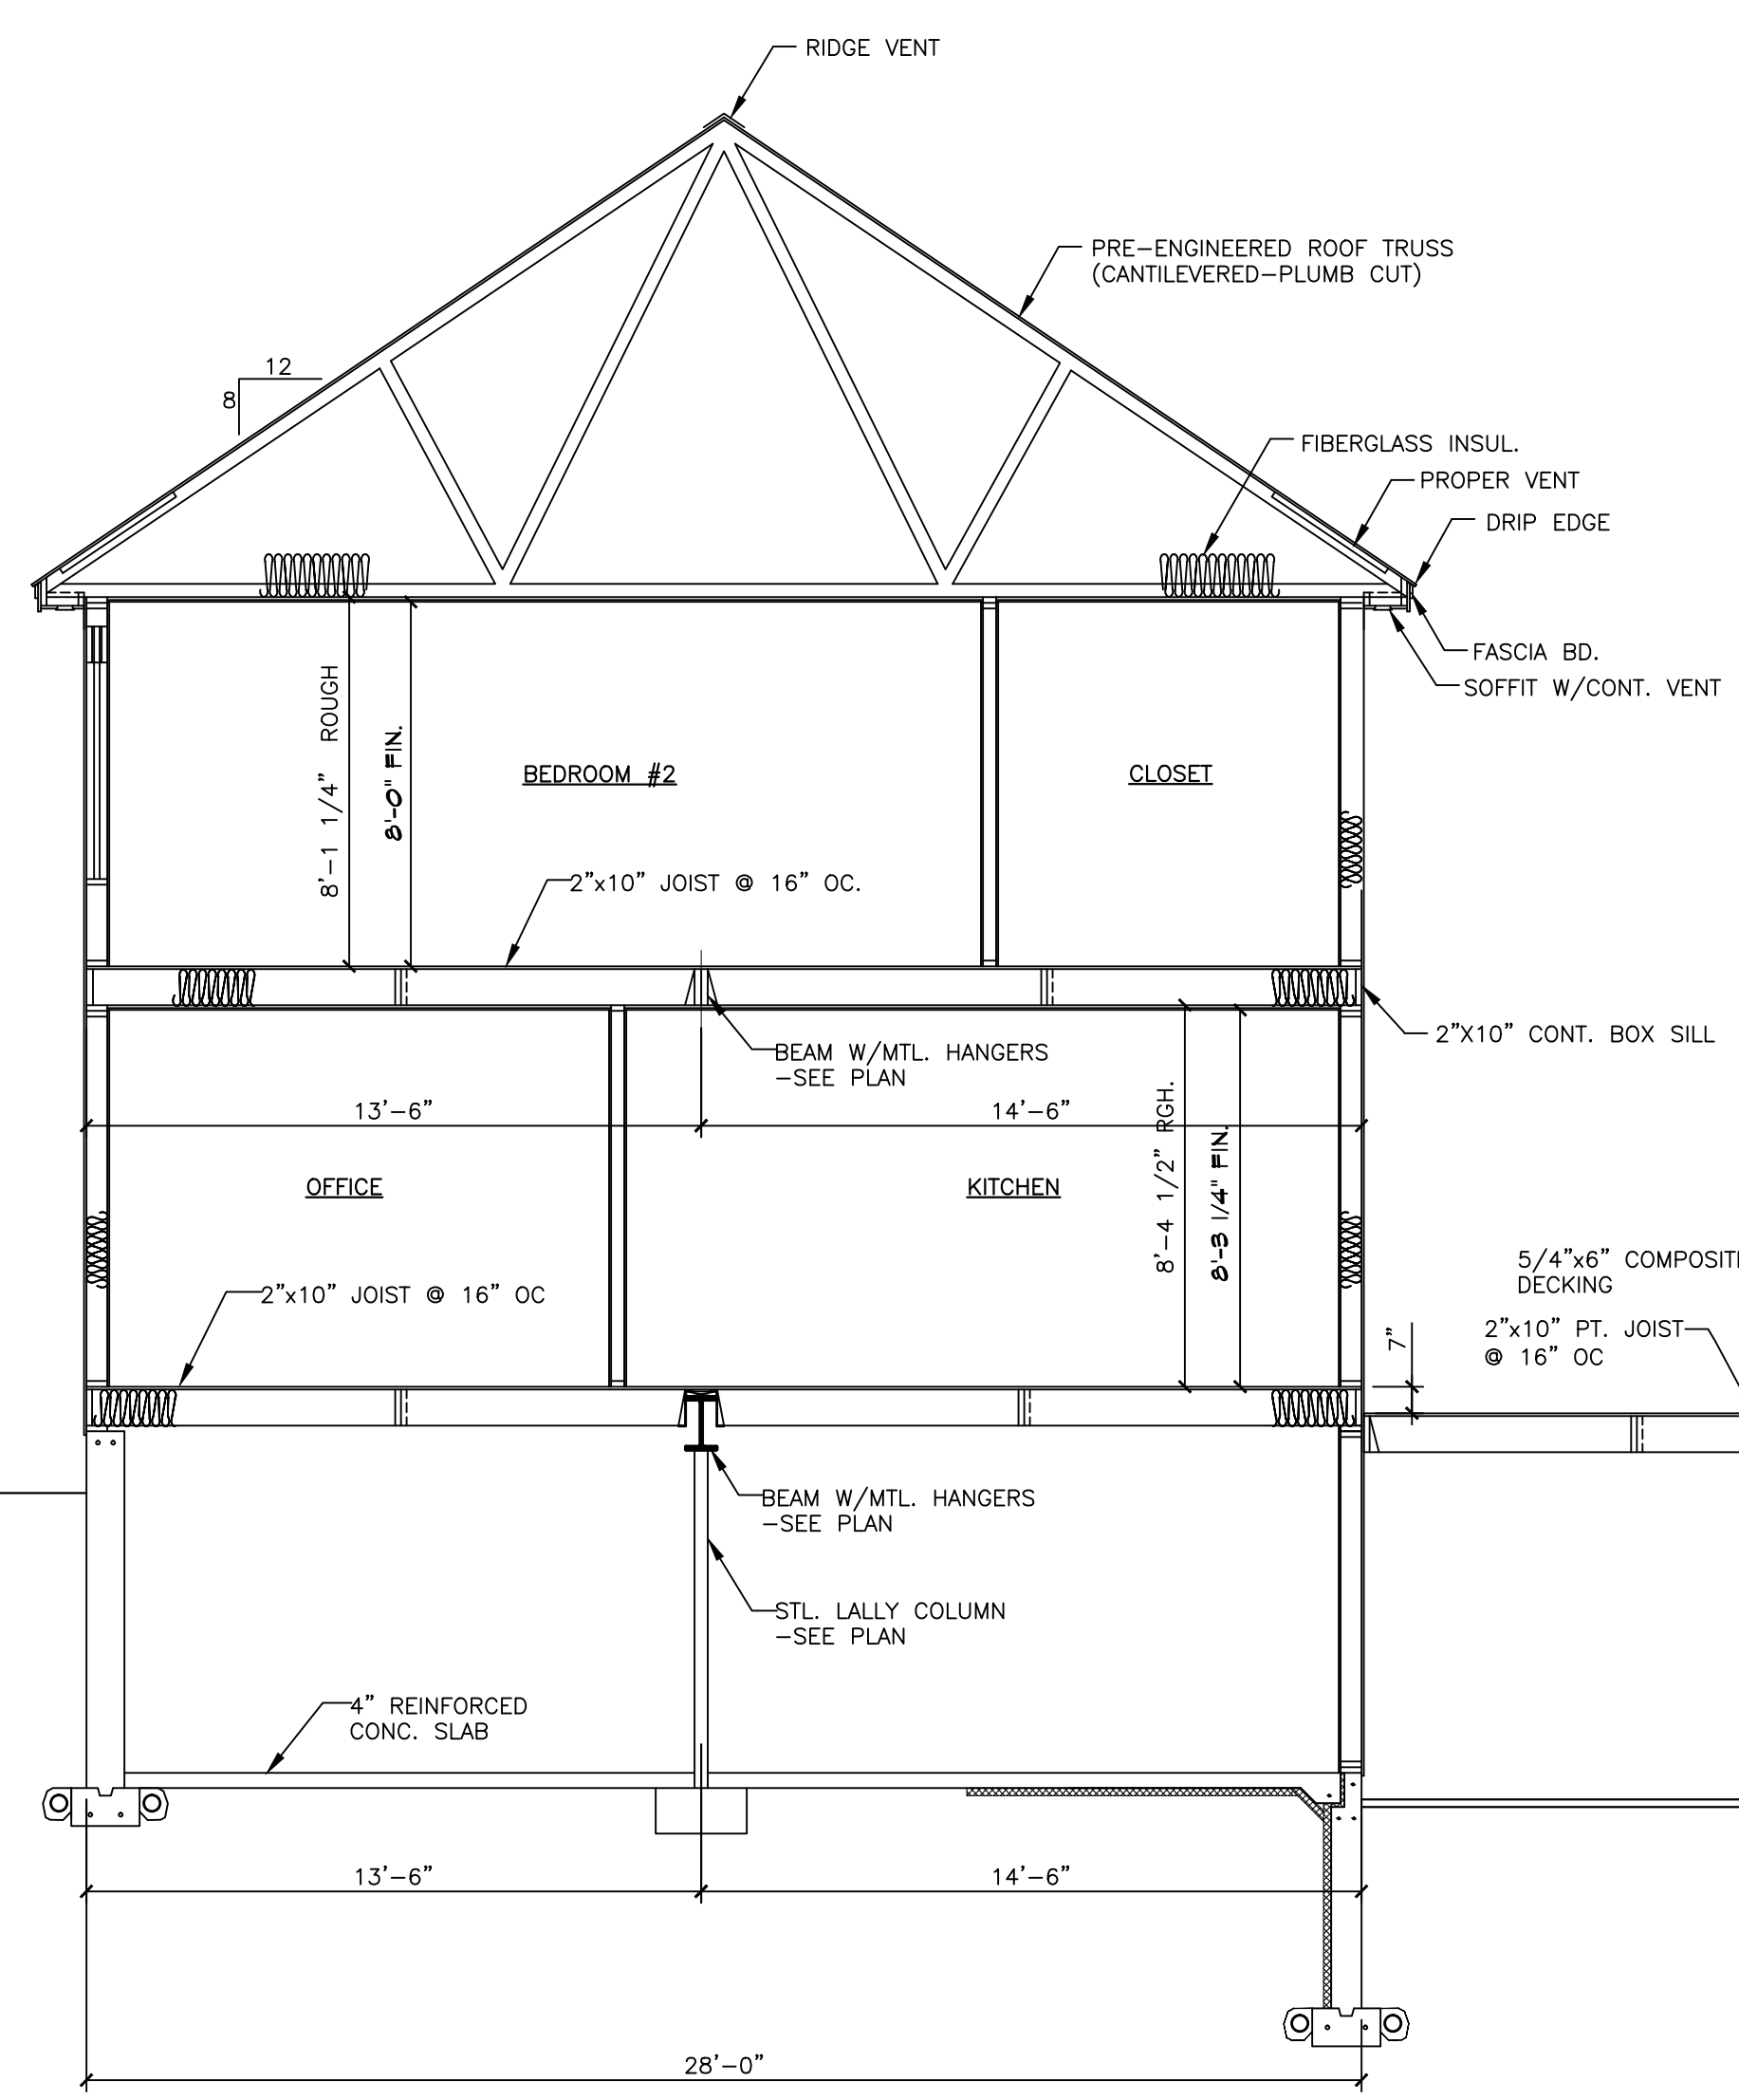 RIDGE VENT
PRE-ENGINEERED ROOF TRUSS
(CANTILEVERED-PLUMB CUT)
12
8
FIBERGLASS INSUL.
PROPER VENT
DRIP EDGE
FASCIA BD.
SOFFIT W/CONT. VENT
8'-1 1/4" ROUGH
8'-0" FIN.
BEDROOM #2
CLOSET
2"x10" JOIST @ 16" OC.
2"X10" CONT. BOX SILL
BEAM W/MTL. HANGERS
-SEE PLAN
13'-6"
14'-6"
8'-4 1/2" RGH.
8'-3 1/4" FIN.
OFFICE
KITCHEN
2"x10" JOIST @ 16" OC
5/4"x6" COMPOSIT
DECKING
2"x10" PT. JOIST
@ 16" OC
7"
BEAM W/MTL. HANGERS
-SEE PLAN
STL. LALLY COLUMN
-SEE PLAN
4" REINFORCED
CONC. SLAB
13'-6"
14'-6"
28'-0"